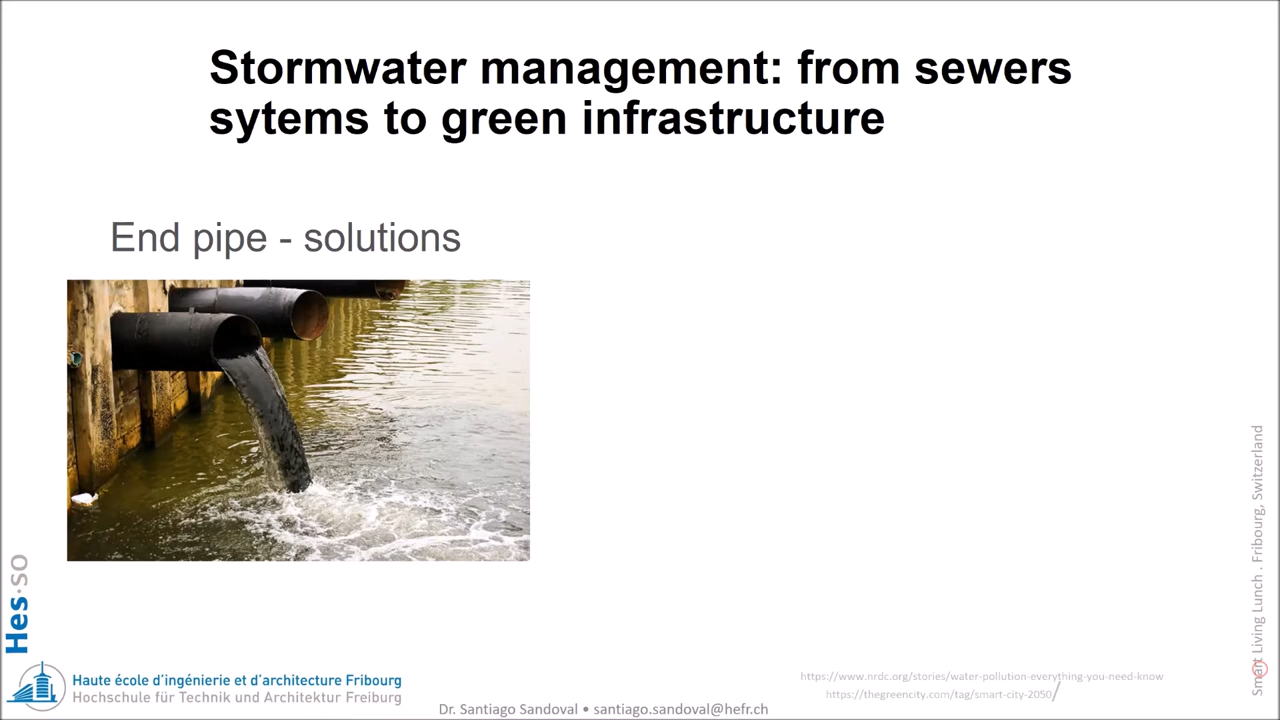 Stormwater management: from sewers
sytems to green infrastructure
End pipe - solutions
Hes·so
Haute école d'ingénierie et d'architecture Fribourg
Hochschule für Technik und Architektur Freiburg
Dr. Santiago Sandoval • santiago.sandoval@hefr.ch
https://www.nrdc.org/stories/water-pollution-everything-you-need-know
https://thegreencity.com/tag/smart-city-2050/
Smart Living Lunch . Fribourg, Switzerland